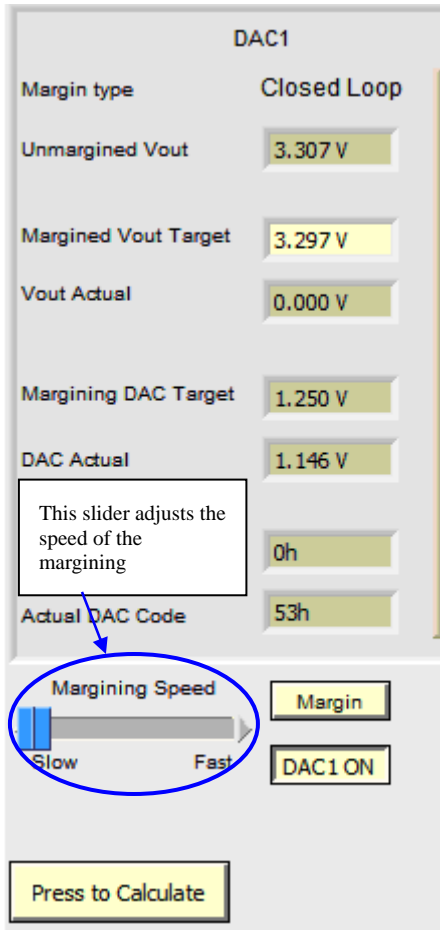 DAC1
Margin type Closed Loop
Unmargined Vout 3.307 V
Margined Vout Target 3.297 V
Vout Actual 0.000 V
Margining DAC Target 1.250 V
DAC Actual 1.146 V
This slider adjusts the
speed of the
margining
0h
Actual DAC Code 53h
Margining Speed
Margin
Slow Fast
DAC1 ON
Press to Calculate